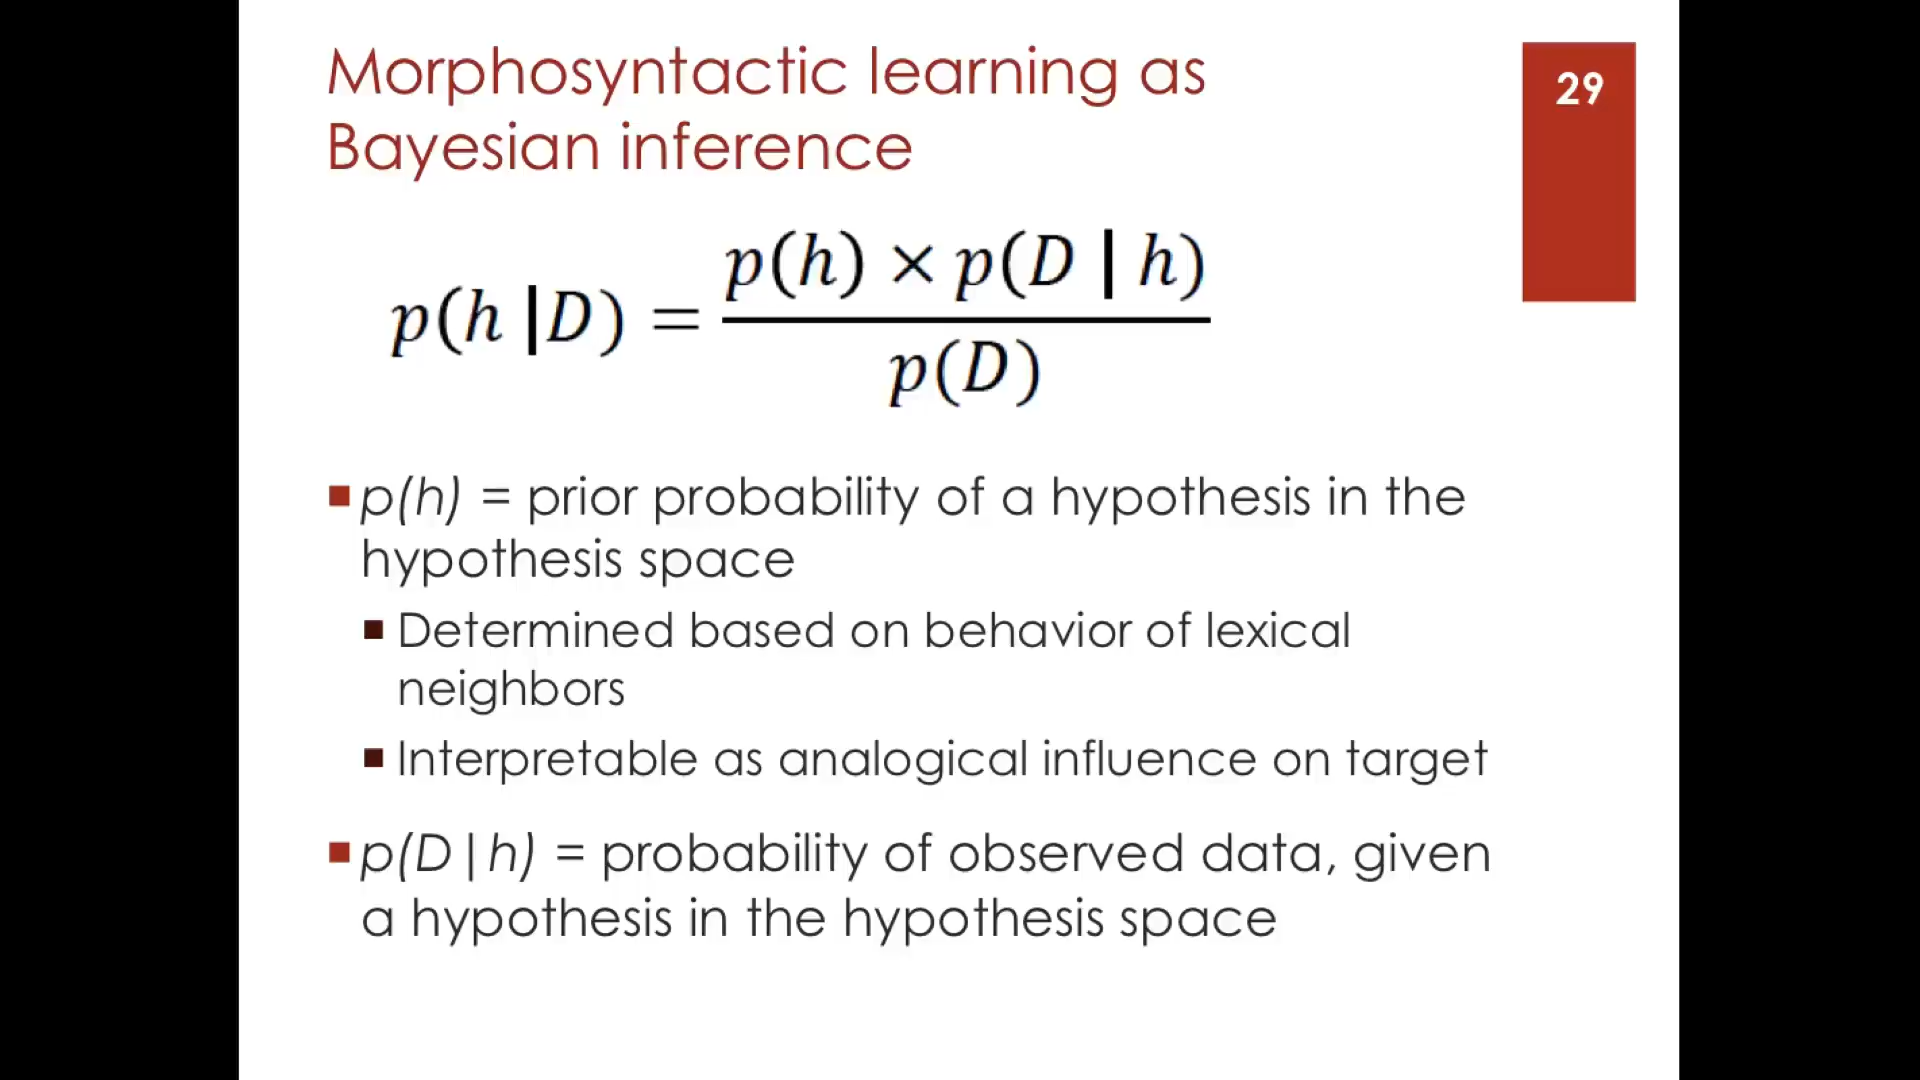 Morphosyntactic learning as
Bayesian inference
29
p(h |D) = p(h) × p(D | h) / p(D)
p(h) = prior probability of a hypothesis in the
hypothesis space
Determined based on behavior of lexical
neighbors
Interpretable as analogical influence on target
p(D|h) = probability of observed data, given
a hypothesis in the hypothesis space